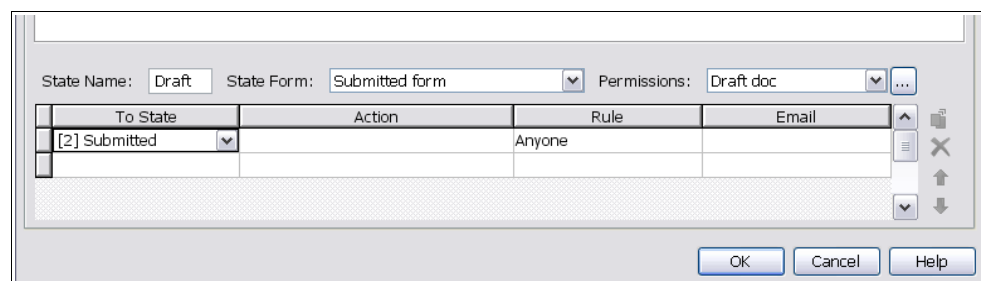 State Name: Draft State Form: Submitted form Permissions: Draft doc ...
To State Action Rule Email
[2] Submitted Anyone
OK Cancel Help